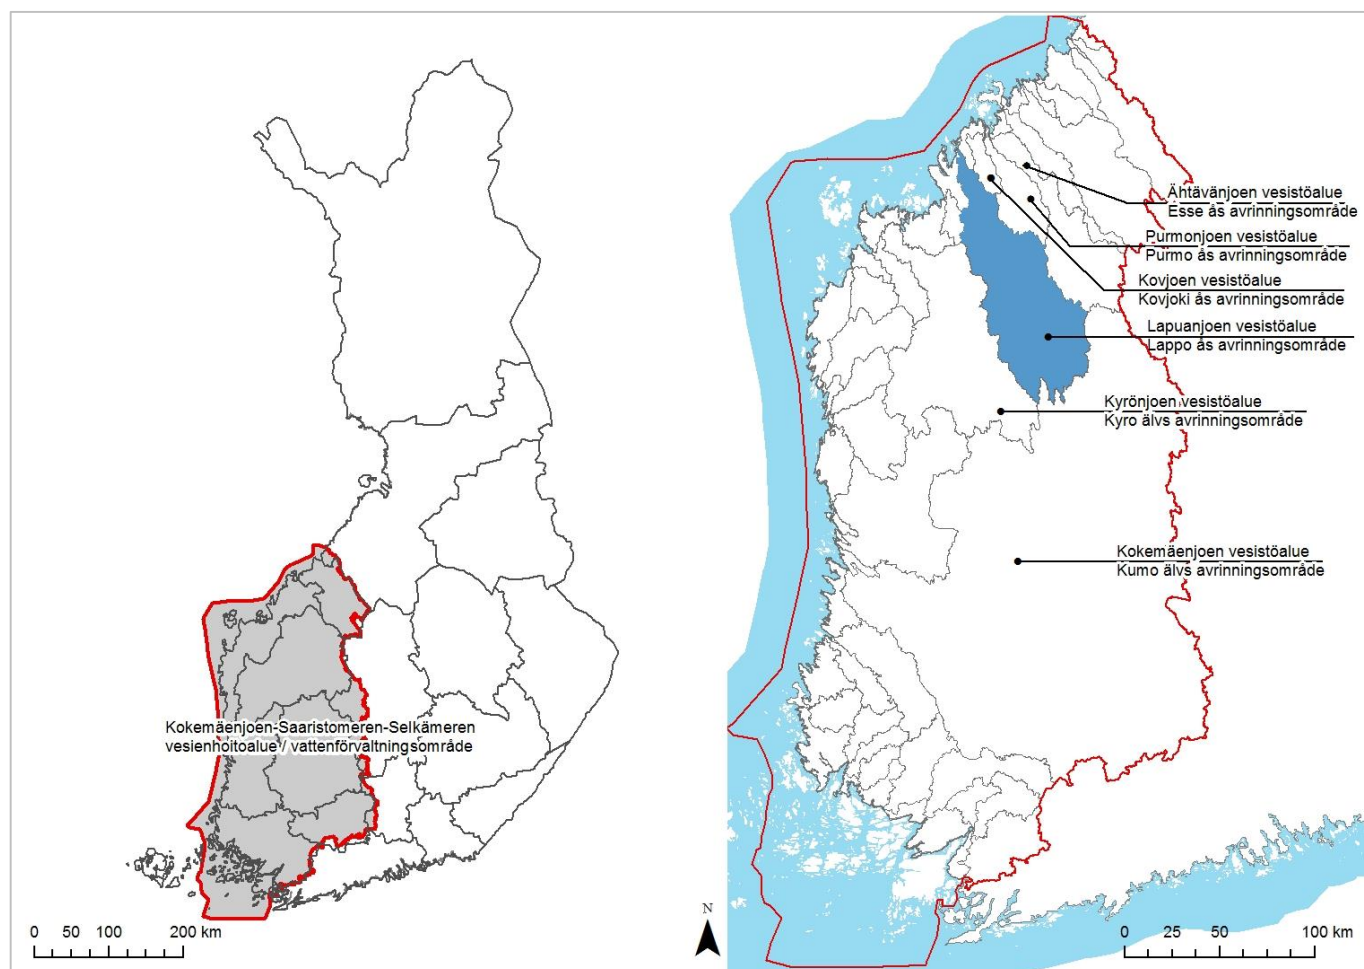 Kokemäenjoen-Saaristomeren-Selkämeren
vesienhoitoalue / vattenförvaltningsområde
0 50 100 200 km
N
Ähtävänjoen vesistöalue
Esse ås avrinningsområde
Purmonjoen vesistöalue
Purmo ås avrinningsområde
Kovjoen vesistöalue
Kovjoki ås avrinningsområde
Lapuanjoen vesistöalue
Lappo ås avrinningsområde
Kyrönjoen vesistöalue
Kyro älvs avrinningsområde
Kokemäenjoen vesistöalue
Kumo älvs avrinningsområde
0 25 50 100 km